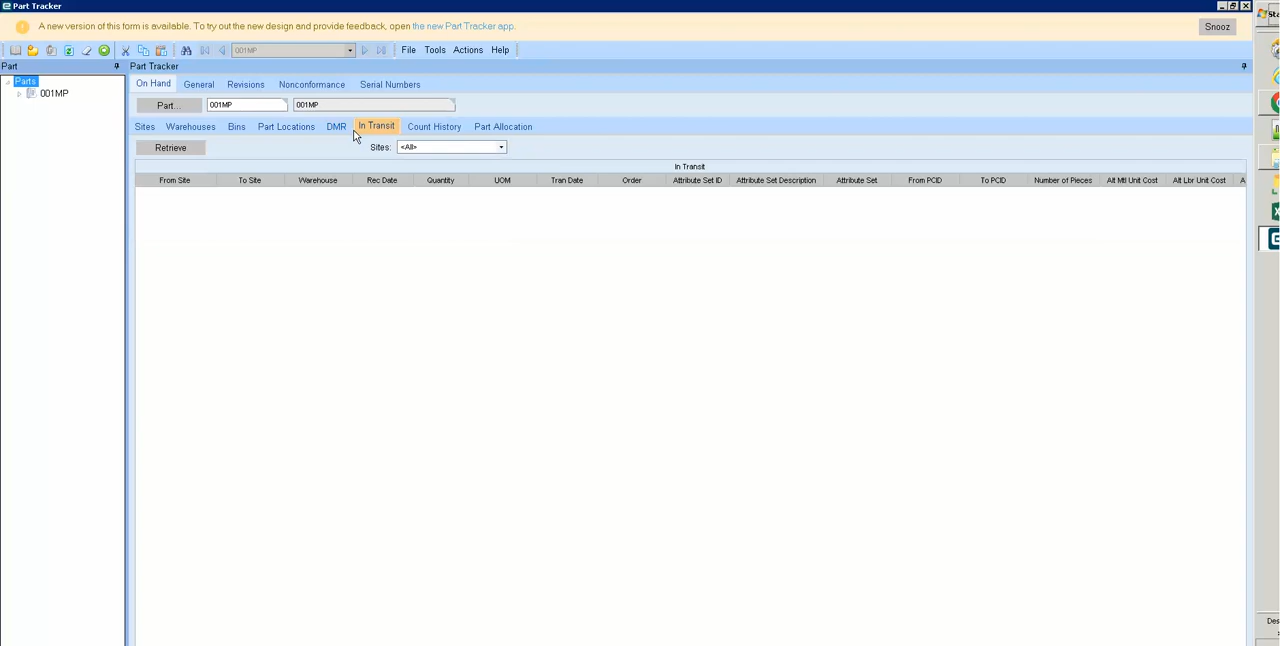 Part Tracker
A new version of this form is available. To try out the new design and provide feedback, open the new Part Tracker app.
Snooz
001MP File Tools Actions Help
Part
Parts
001MP
Part Tracker
On Hand General Revisions Nonconformance Serial Numbers
Part... 001MP 001MP
Sites Warehouses Bins Part Locations DMR In Transit Count History Part Allocation
Retrieve Sites: <All>
In Transit
From Site To Site Warehouse Rec Date Quantity UOM Tran Date Order Attribute Set ID Attribute Set Description Attribute Set From PCID To PCID Number of Pieces Alt Mtl Unit Cost Alt Lbr Unit Cost A
Sta
Des